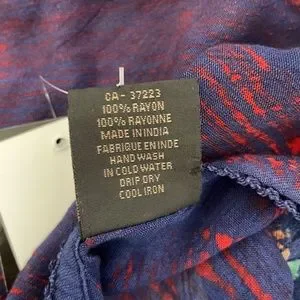 CA- 37223
100% RAYON
100% RAYONNE
MADE IN INDIA
FABRIQUE EN INDE
HAND WASH
IN COLD WATER
DRIP DRY
COOL IRON